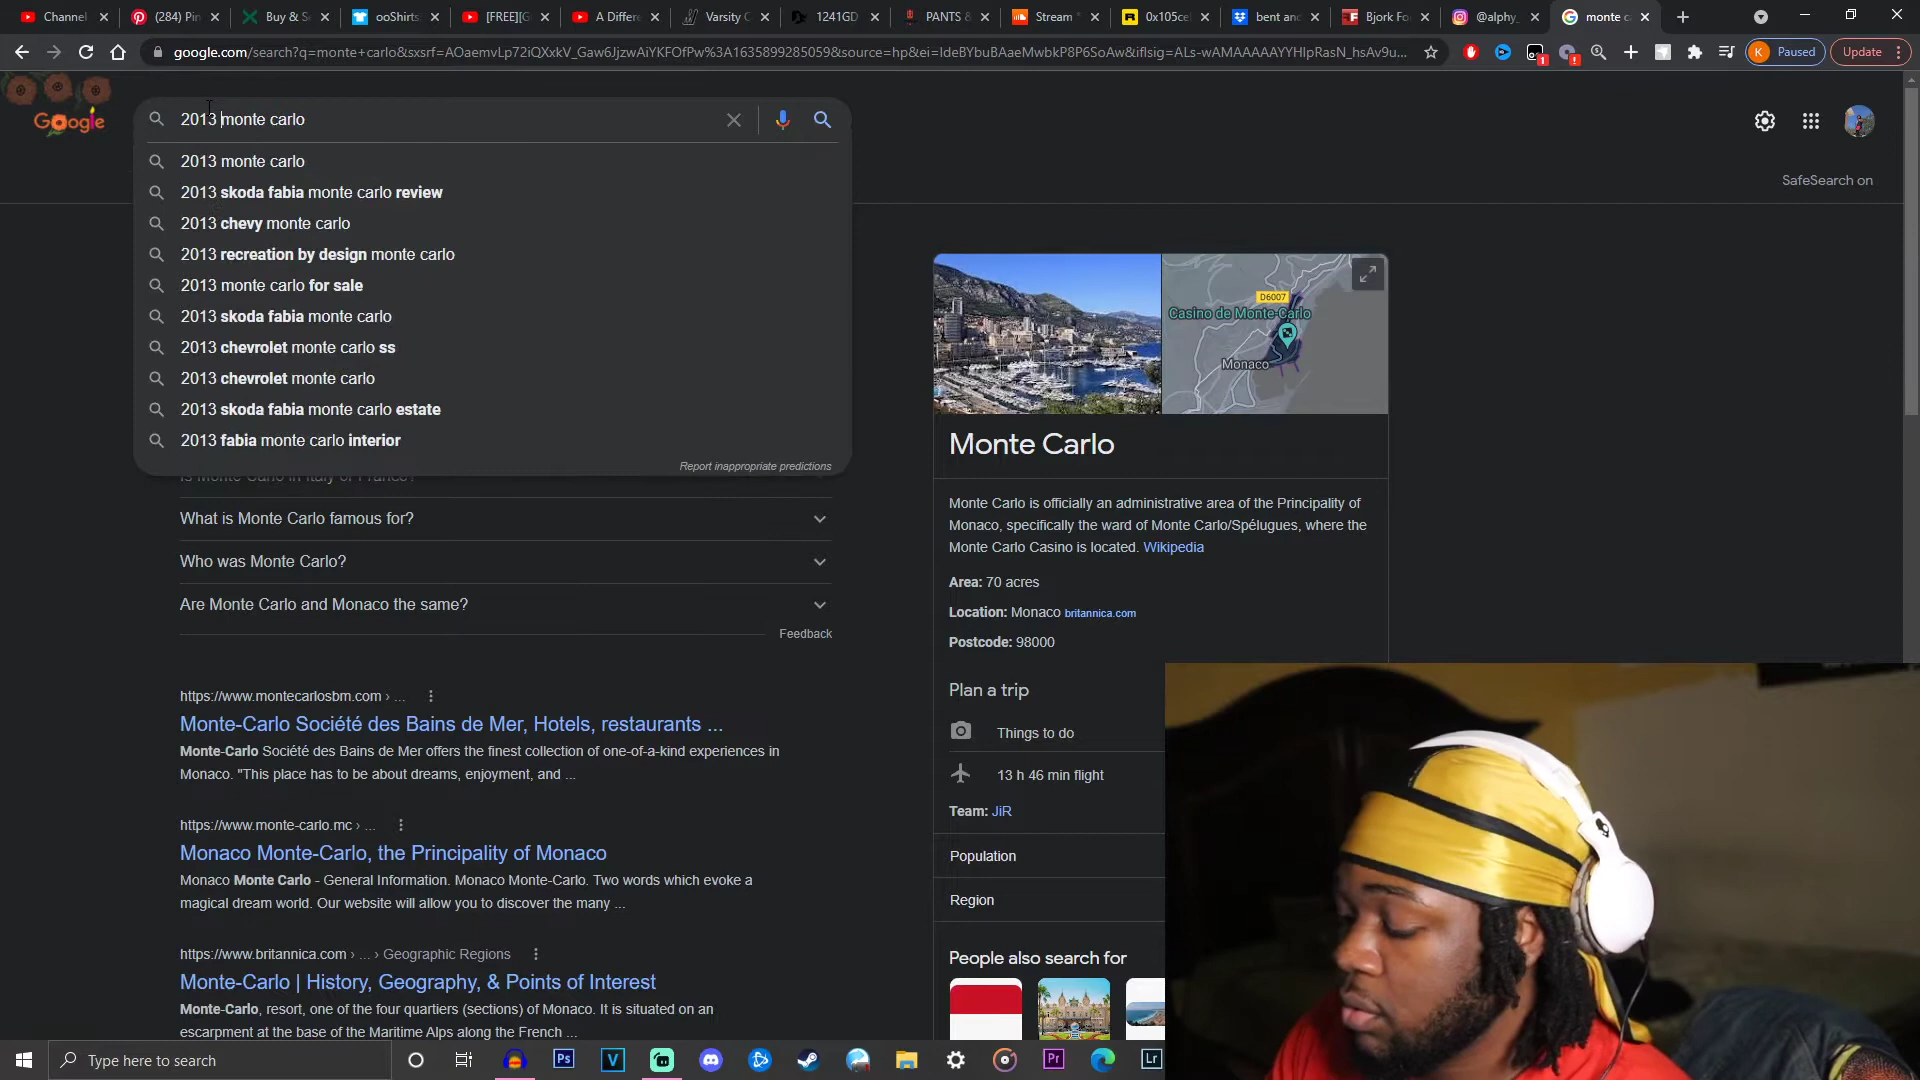 Channel
(284) Pin
Buy & S
ooShirts
[FREE][G
A Differe
Varsity C
1241GD
PANTS &
Stream
0x105ce
bent and
Bjork Fo
@alphy_
monte c
google.com/search?q=monte+carlo&sxsrf=AOaemvLp72iQXxkV_Gaw6JjzwAiYKFOfPw%3A1635899285059&source=hp&ei=IdeBYbuBAaeMwbkP8P6SoAw&iflsig=ALs-wAMAAAAAYYHIpRasN_hsAv9u...
1
K Paused
Update
Google
2013 monte carlo
SafeSearch on
2013 monte carlo
2013 skoda fabia monte carlo review
2013 chevy monte carlo
2013 recreation by design monte carlo
2013 monte carlo for sale
2013 skoda fabia monte carlo
2013 chevrolet monte carlo ss
2013 chevrolet monte carlo
2013 skoda fabia monte carlo estate
2013 fabia monte carlo interior
Report inappropriate predictions
Is Monte Carlo in Italy or France?
What is Monte Carlo famous for?
Who was Monte Carlo?
Are Monte Carlo and Monaco the same?
Feedback
https://www.montecarlosbm.com › ...
Monte-Carlo Société des Bains de Mer, Hotels, restaurants ...
Monte-Carlo Société des Bains de Mer offers the finest collection of one-of-a-kind experiences in
Monaco. "This place has to be about dreams, enjoyment, and ...
https://www.monte-carlo.mc › ...
Monaco Monte-Carlo, the Principality of Monaco
Monaco Monte Carlo - General Information. Monaco Monte-Carlo. Two words which evoke a
magical dream world. Our website will allow you to discover the many ...
https://www.britannica.com › ... › Geographic Regions
Monte-Carlo | History, Geography, & Points of Interest
Monte-Carlo, resort, one of the four quartiers (sections) of Monaco. It is situated on an
escarpment at the base of the Maritime Alps along the French ...
D6007
Casino de Monte-Carlo
Monaco
Monte Carlo
Monte Carlo is officially an administrative area of the Principality of
Monaco, specifically the ward of Monte Carlo/Spélugues, where the
Monte Carlo Casino is located. Wikipedia
Area: 70 acres
Location: Monaco britannica.com
Postcode: 98000
Plan a trip
Things to do
13 h 46 min flight
Team: JiR
Population
Region
People also search for
Type here to search
Ps
V
Pr
Lr